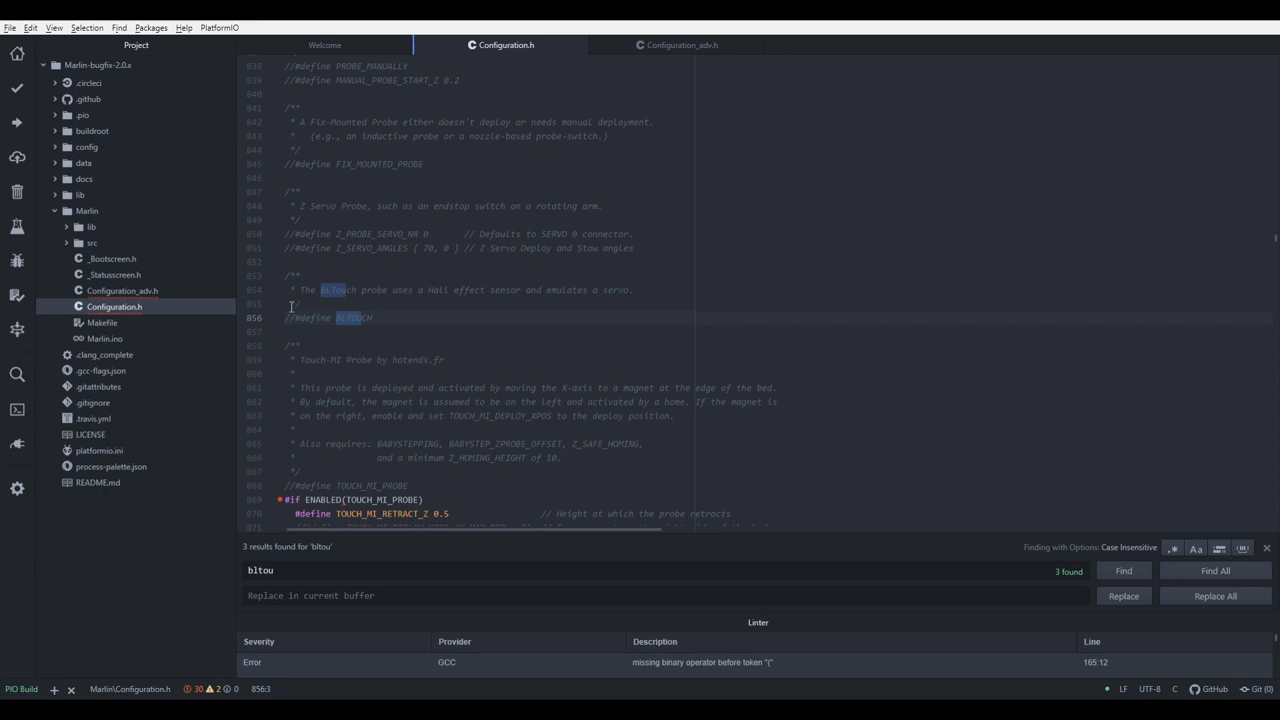 File Edit View Selection Find Packages Help PlatformIO
Project
Welcome
Configuration.h
Configuration_adv.h
Marlin-bugfix-2.0.x
.circleci
.github
.pio
buildroot
config
data
docs
lib
Marlin
lib
src
_Bootscreen.h
_Statusscreen.h
Configuration_adv.h
Configuration.h
Makefile
Marlin.ino
.clang_complete
.gcc-flags.json
.gitattributes
.gitignore
.travis.yml
LICENSE
platformio.ini
process-palette.json
README.md
838 //#define PROBE_MANUALLY
839 //#define MANUAL_PROBE_START_Z 0.2
840
841 /**
842 * A Fix-Mounted Probe either doesn't deploy or needs manual deployment.
843 * (e.g., an inductive probe or a nozzle-based probe-switch.)
844 */
845 //#define FIX_MOUNTED_PROBE
846
847 /**
848 * Z Servo Probe, such as an endstop switch on a rotating arm.
849 */
850 //#define Z_PROBE_SERVO_NR 0 // Defaults to SERVO 0 connector.
851 //#define Z_SERVO_ANGLES { 70, 0 } // Z Servo Deploy and Stow angles
852
853 /**
854 * The BLTouch probe uses a Hall effect sensor and emulates a servo.
855 */
856 //#define BLTOUCH
857
858 /**
859 * Touch-MI Probe by hotends.fr
860 *
861 * This probe is deployed and activated by moving the X-axis to a magnet at the edge of the bed.
862 * By default, the magnet is assumed to be on the left and activated by a home. If the magnet is
863 * on the right, enable and set TOUCH_MI_DEPLOY_XPOS to the deploy position.
864 *
865 * Also requires: BABYSTEPPING, BABYSTEP_ZPROBE_OFFSET, Z_SAFE_HOMING,
866 * and a minimum Z_HOMING_HEIGHT of 10.
867 */
868 //#define TOUCH_MI_PROBE
869 #if ENABLED(TOUCH_MI_PROBE)
870 #define TOUCH_MI_RETRACT_Z 0.5 // Height at which the probe retracts
871
3 results found for 'bltou'
Finding with Options: Case Insensitive
.* Aa
bltou
3 found
Find
Find All
Replace in current buffer
Replace
Replace All
Linter
Severity Provider Description Line
Error GCC missing binary operator before token "(" 165:12
PIO Build + × Marlin\Configuration.h 30 2 0 856:3 LF UTF-8 C GitHub Git (0)